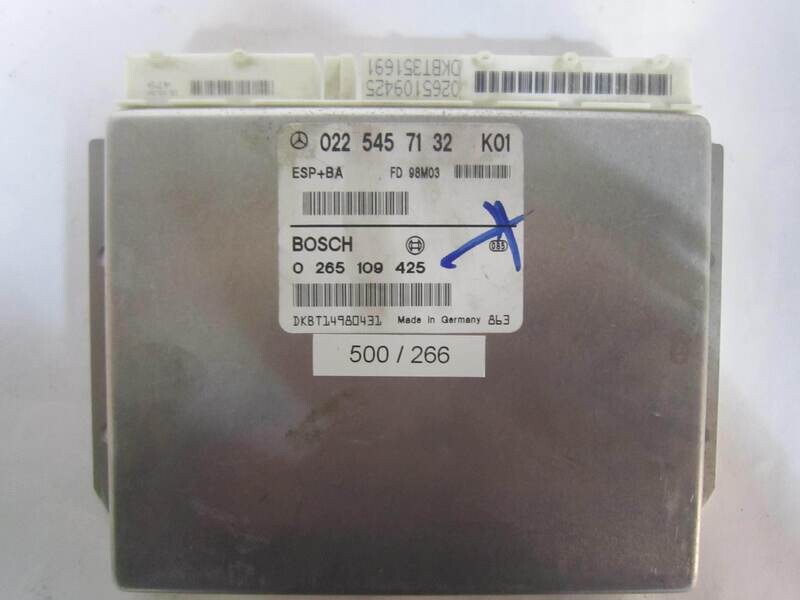 0265109425
DKBT351691
022 545 71 32 K01
ESP+BA FD 98M03
BOSCH
0 265 109 425
DKBT14980431 Made in Germany 863
500 / 266